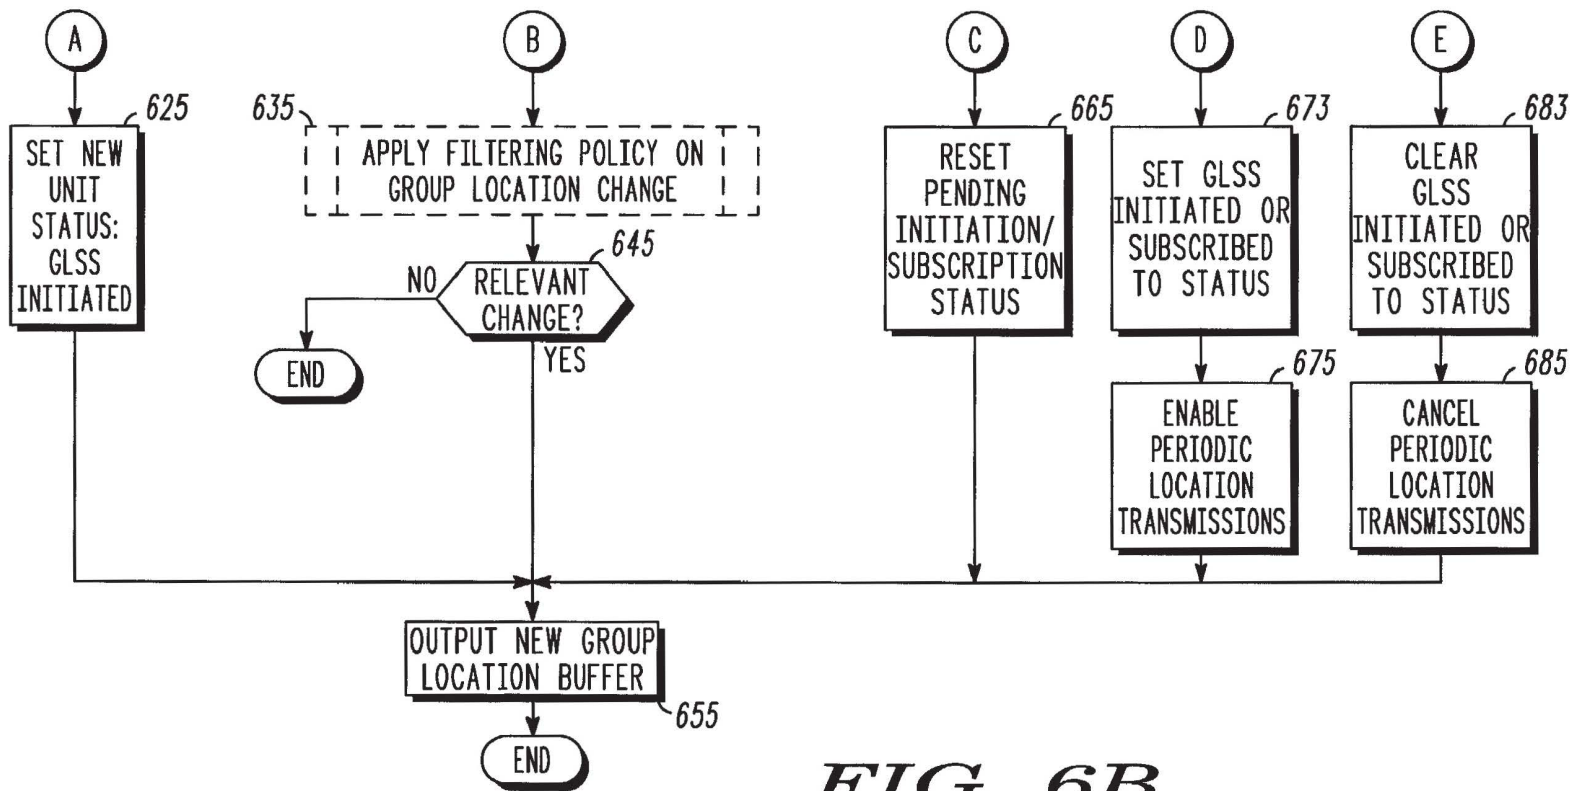 A
B
C
D
E
625
SET NEW
UNIT
STATUS:
GLSS
INITIATED
635
APPLY FILTERING POLICY ON
GROUP LOCATION CHANGE
645
RELEVANT
CHANGE?
NO
YES
END
665
RESET
PENDING
INITIATION/
SUBSCRIPTION
STATUS
673
SET GLSS
INITIATED OR
SUBSCRIBED
TO STATUS
675
ENABLE
PERIODIC
LOCATION
TRANSMISSIONS
683
CLEAR
GLSS
INITIATED OR
SUBSCRIBED
TO STATUS
685
CANCEL
PERIODIC
LOCATION
TRANSMISSIONS
OUTPUT NEW GROUP
LOCATION BUFFER
655
END
FIG. 6B